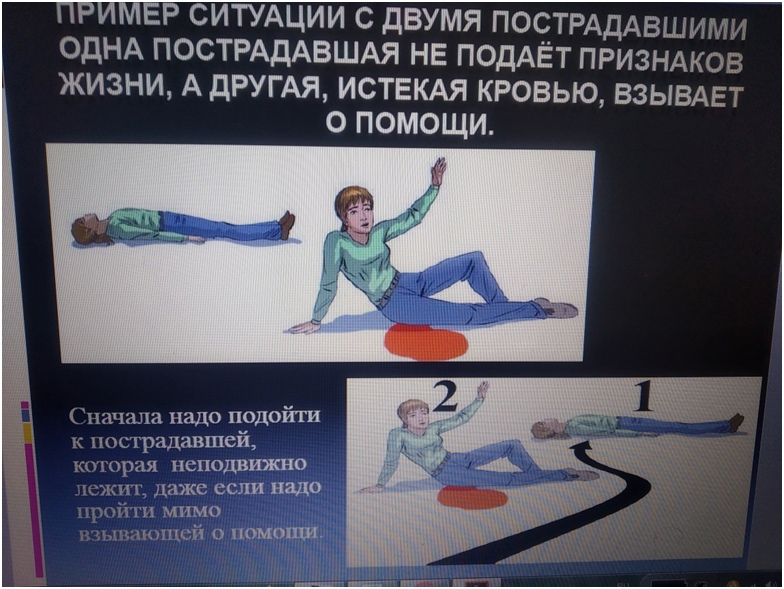 ПРИМЕР СИТУАЦИИ С ДВУМЯ ПОСТРАДАВШИМИ
ОДНА ПОСТРАДАВШАЯ НЕ ПОДАЁТ ПРИЗНАКОВ
ЖИЗНИ, А ДРУГАЯ, ИСТЕКАЯ КРОВЬЮ, ВЗЫВАЕТ
О ПОМОЩИ.
2
1
Сначала надо подойти
к пострадавшей,
которая неподвижно
лежит, даже если надо
пройти мимо
взывающей о помощи.